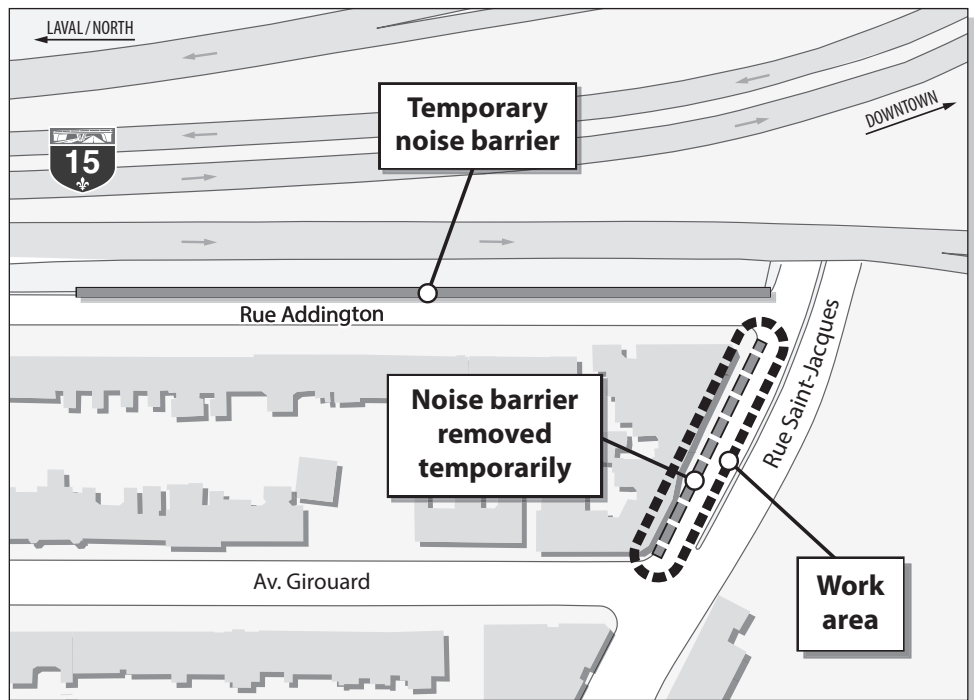 LAVAL/NORTH
Temporary
noise barrier
DOWNTOWN
15
Rue Addington
Rue Saint-Jacques
Noise barrier
removed
temporarily
Av. Girouard
Work
area